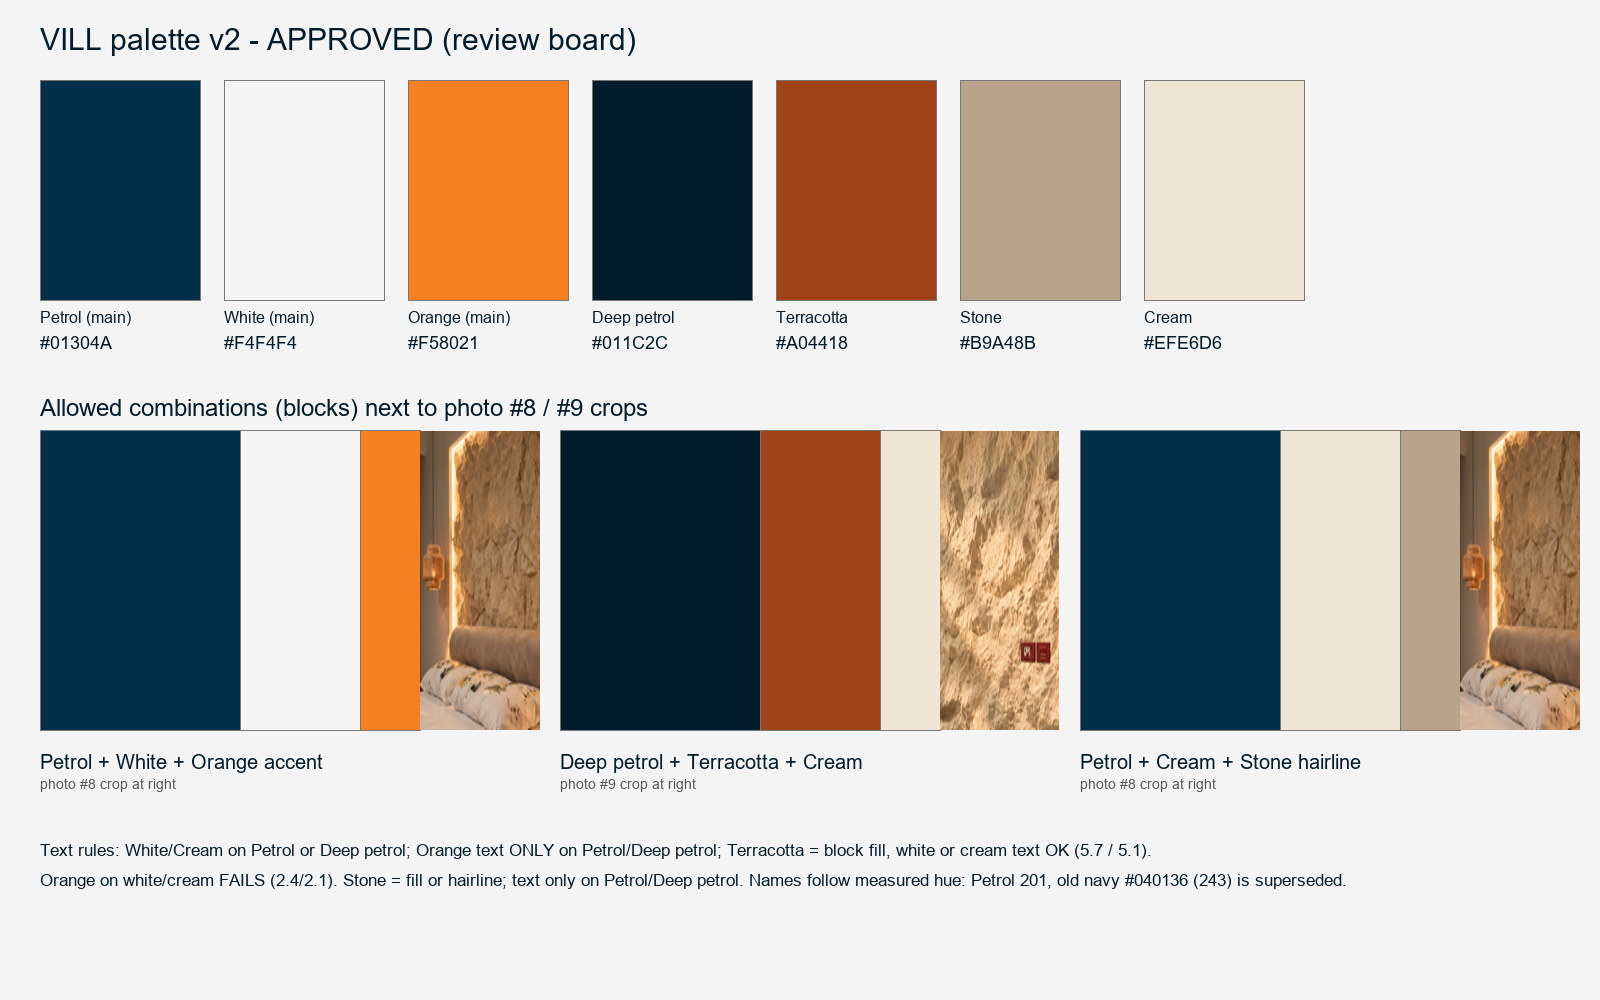 VILL palette v2 - APPROVED (review board)
Petrol (main)
#01304A
White (main)
#F4F4F4
Orange (main)
#F58021
Deep petrol
#011C2C
Terracotta
#A04418
Stone
#B9A48B
Cream
#EFE6D6
Allowed combinations (blocks) next to photo #8 / #9 crops
Petrol + White + Orange accent
photo #8 crop at right
Deep petrol + Terracotta + Cream
photo #9 crop at right
Petrol + Cream + Stone hairline
photo #8 crop at right
Text rules: White/Cream on Petrol or Deep petrol; Orange text ONLY on Petrol/Deep petrol; Terracotta = block fill, white or cream text OK (5.7 / 5.1).
Orange on white/cream FAILS (2.4/2.1). Stone = fill or hairline; text only on Petrol/Deep petrol. Names follow measured hue: Petrol 201, old navy #040136 (243) is superseded.